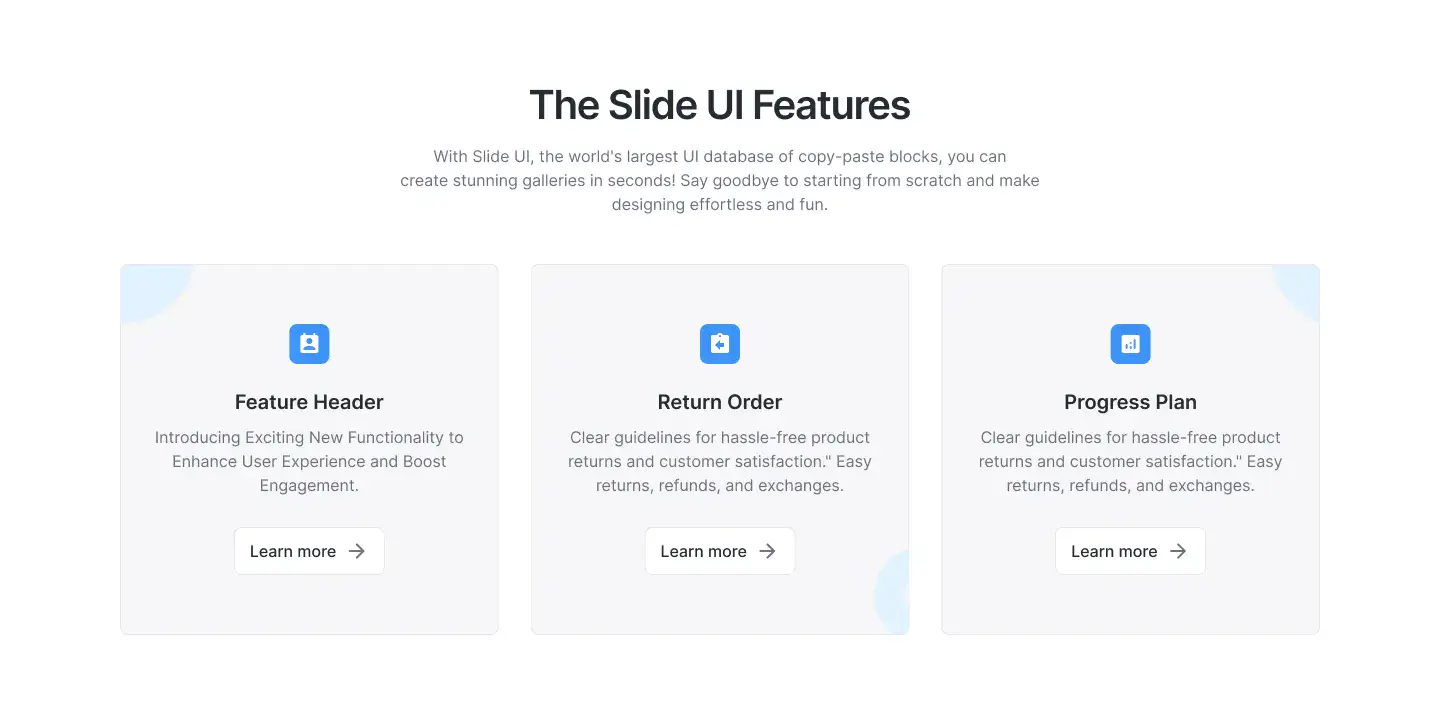 The Slide UI Features
With Slide UI, the world's largest UI database of copy-paste blocks, you can
create stunning galleries in seconds! Say goodbye to starting from scratch and make
designing effortless and fun.
Feature Header
Introducing Exciting New Functionality to
Enhance User Experience and Boost
Engagement.
Learn more
Return Order
Clear guidelines for hassle-free product
returns and customer satisfaction." Easy
returns, refunds, and exchanges.
Learn more
Progress Plan
Clear guidelines for hassle-free product
returns and customer satisfaction." Easy
returns, refunds, and exchanges.
Learn more